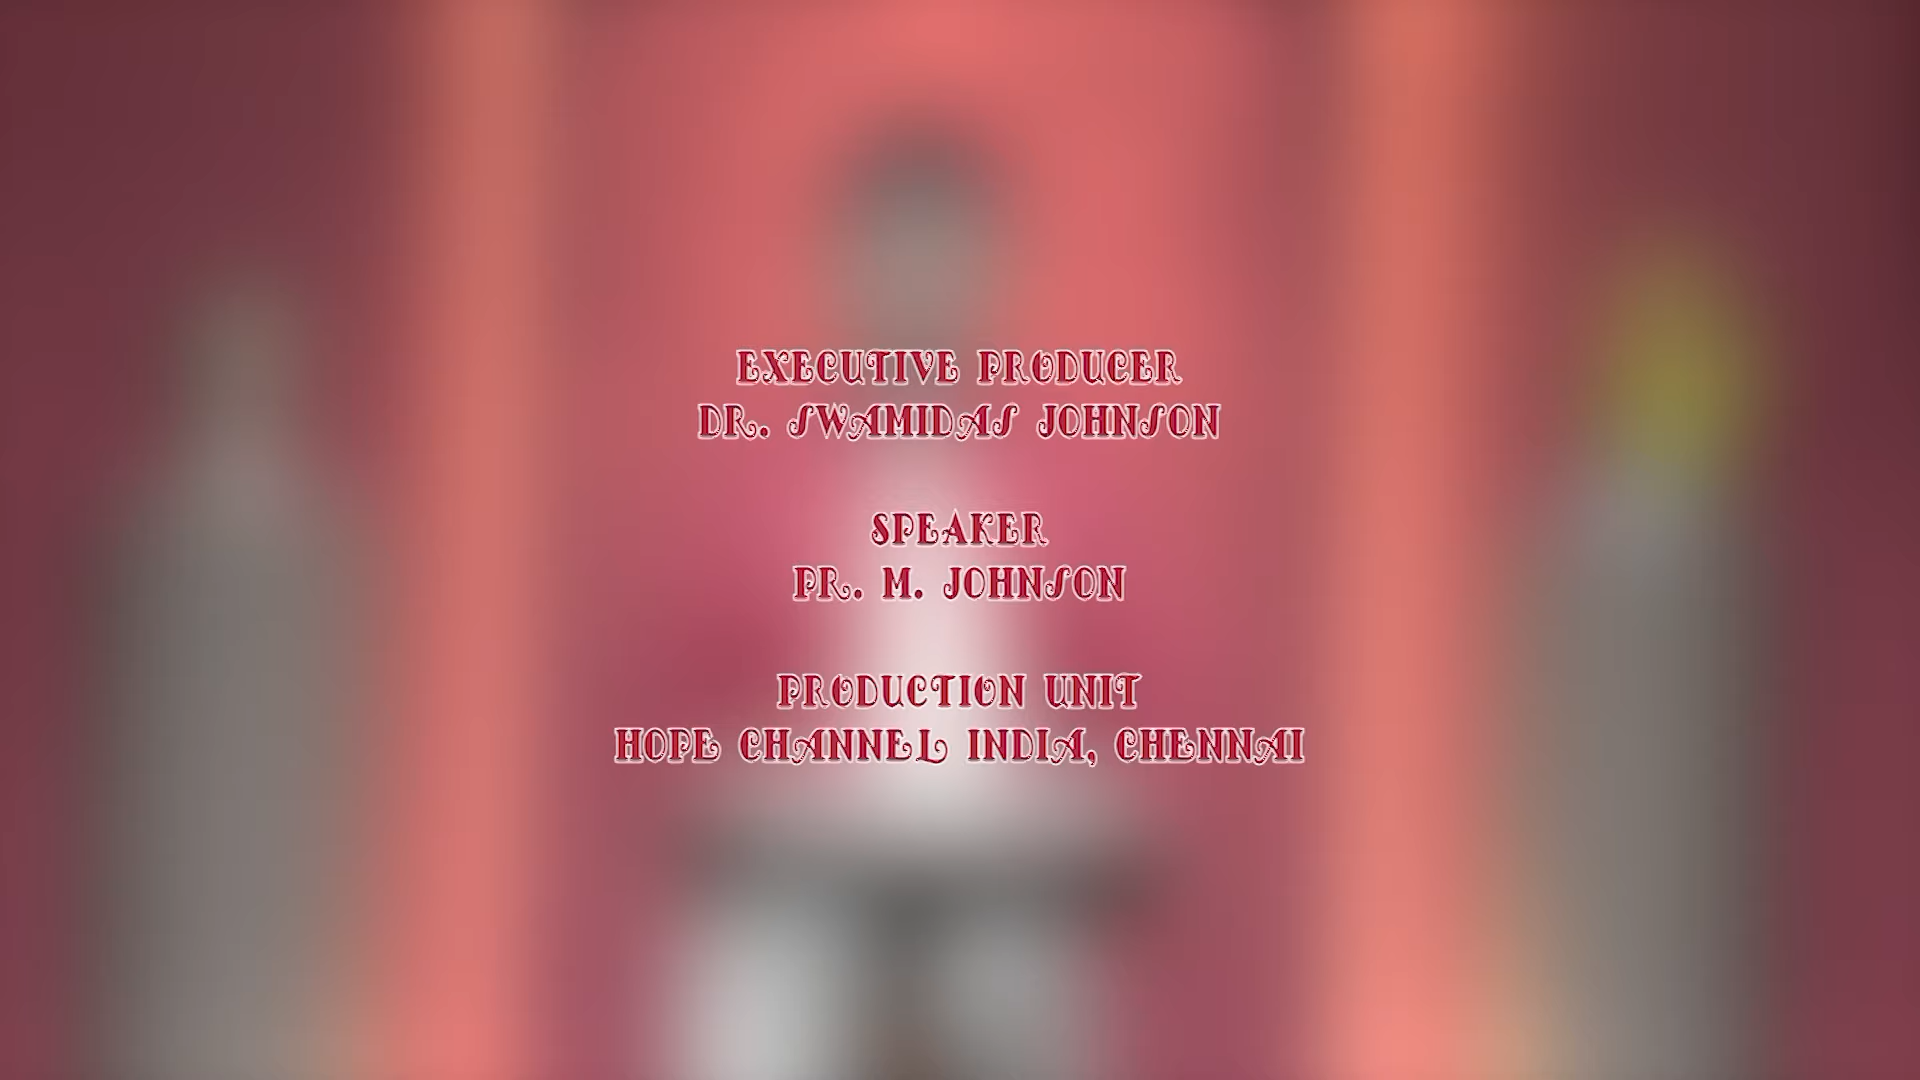 EXECUTIVE PRODUCER
DR. SWAMIDAS JOHNSON
SPEAKER
PR. M. JOHNSON
PRODUCTION UNIT
HOPE CHANNEL INDIA, CHENNAI